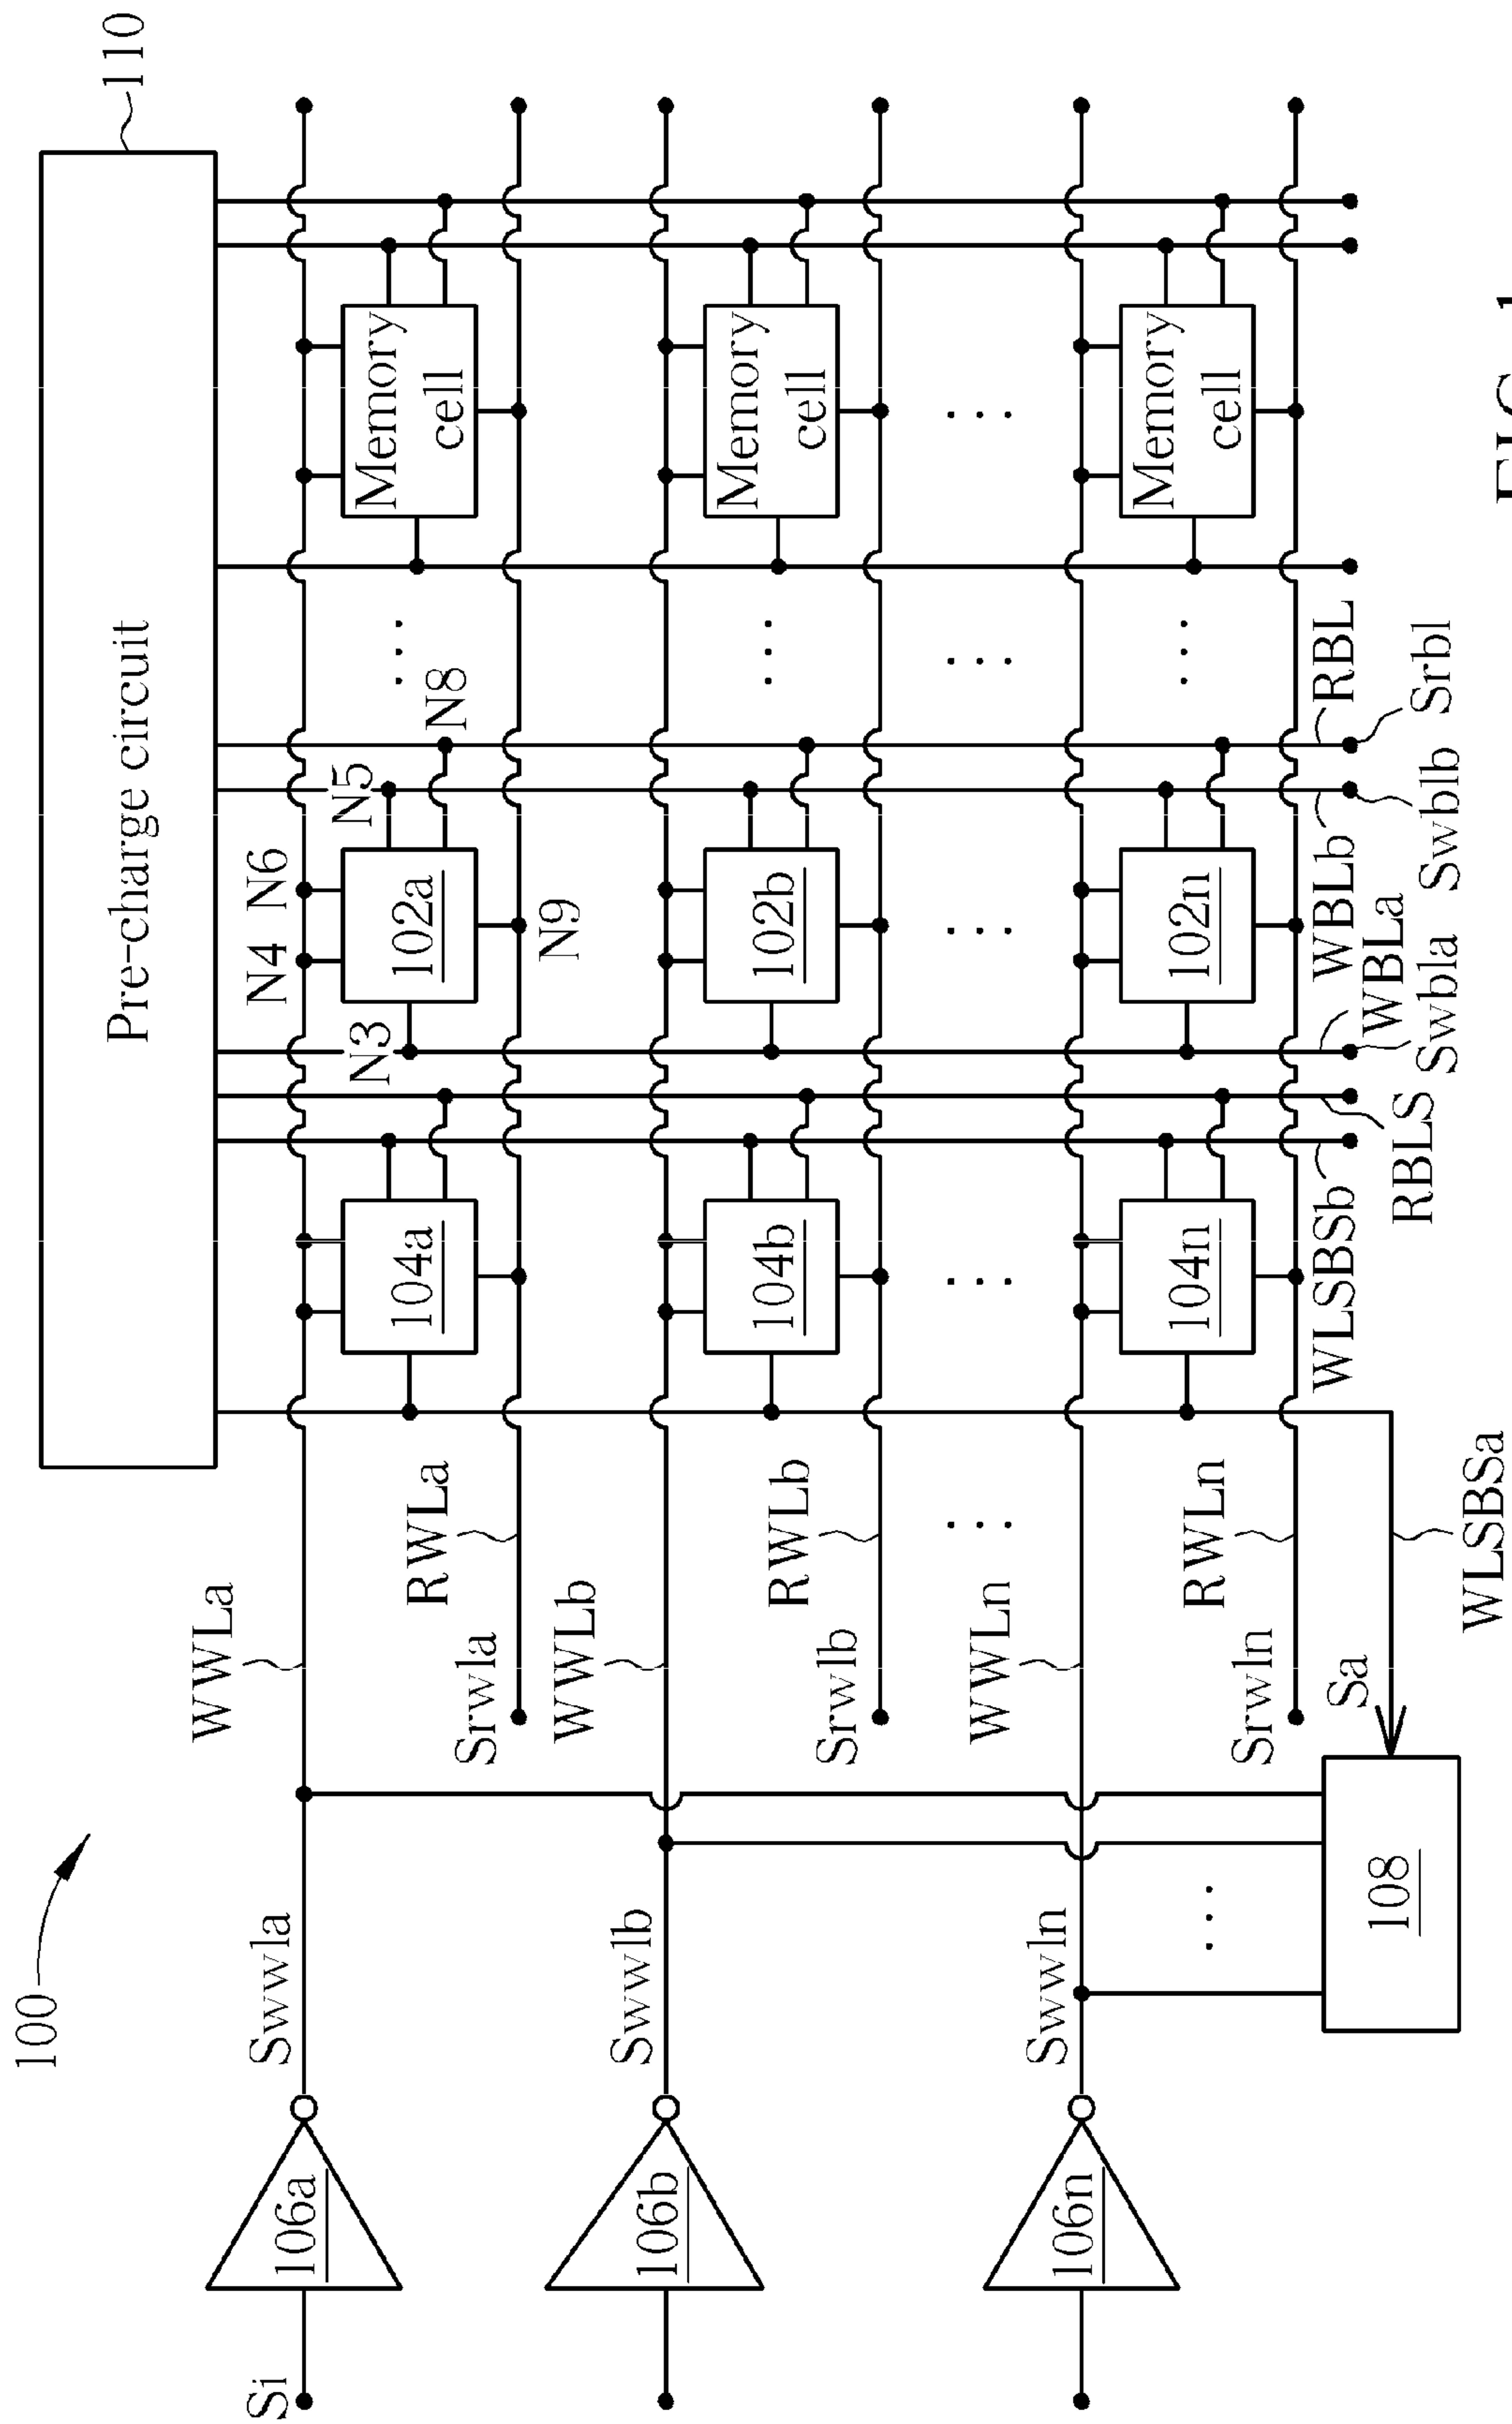 100
110
Pre-charge circuit
Si
106a
Swwla
WWLa
N4
N6
N5
N3
104a
102a
N8
Memory
cell
...
RWLa
Srwla
N9
106b
Swwlb
WWLb
104b
102b
Memory
cell
...
RWLb
Srwlb
...
...
...
...
...
106n
Swwln
WWLn
104n
102n
Memory
cell
...
RWLn
Srwln
...
108
Sa
WLSBSa
WLSBSb
RBLS
WBLa
Swbla
WBLb
Swblb
RBL
Srbl